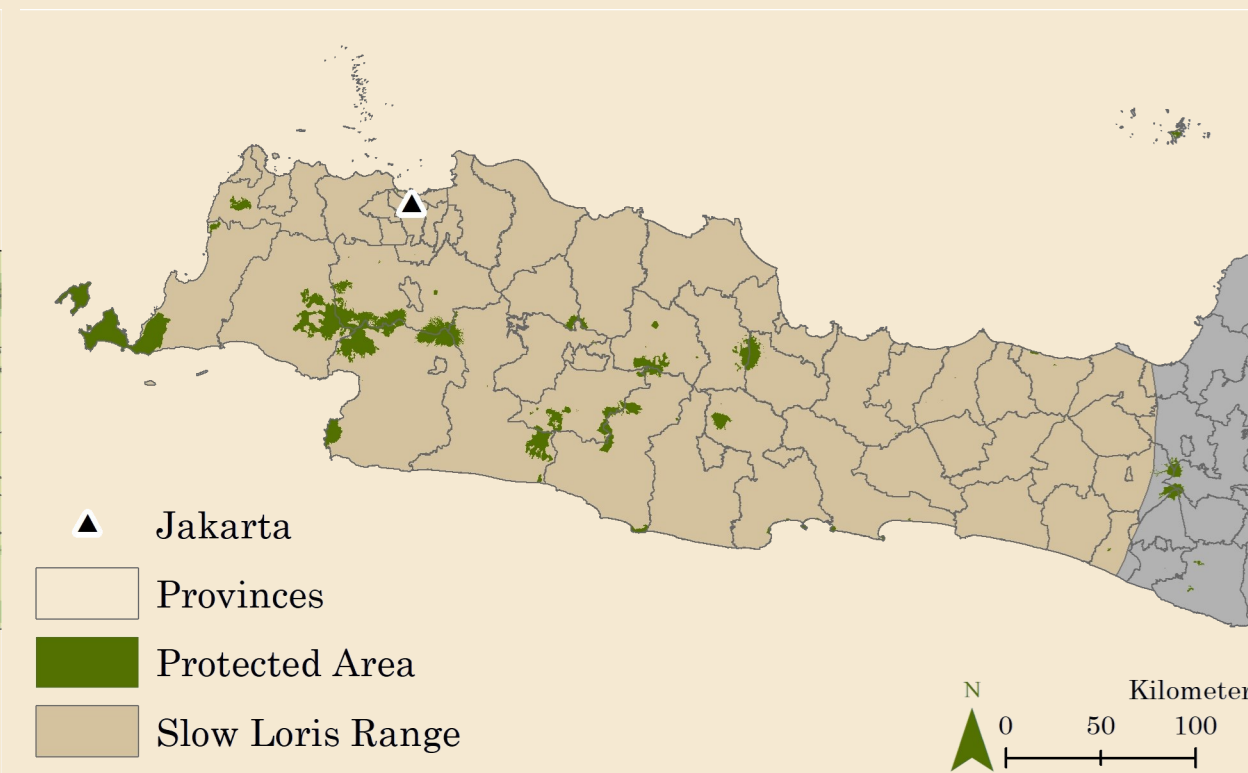 Jakarta
Provinces
Protected Area
Slow Loris Range
N
Kilometer
0 50 100